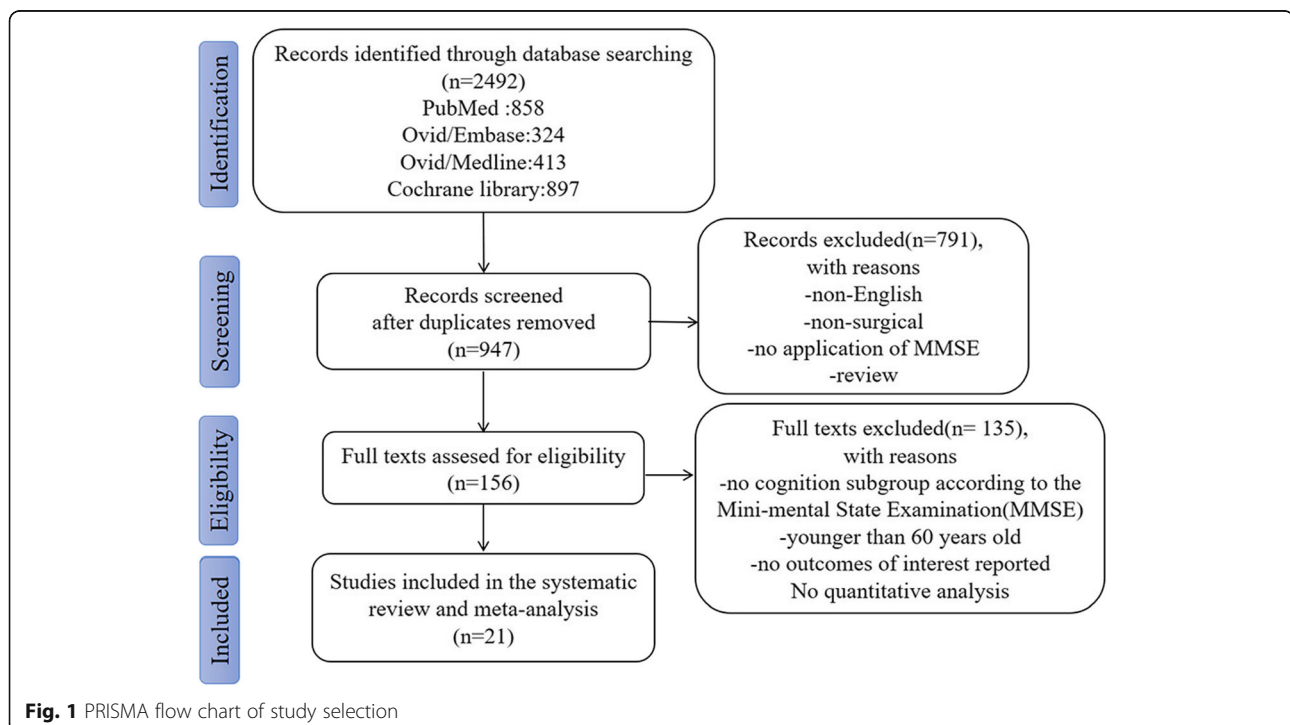 Identification
Records identified through database searching
(n=2492)
PubMed :858
Ovid/Embase:324
Ovid/Medline:413
Cochrane library:897
Screening
Records screened
after duplicates removed
(n=947)
Records excluded(n=791),
with reasons
-non-English
-non-surgical
-no application of MMSE
-review
Eligibility
Full texts assesed for eligibility
(n=156)
Full texts excluded(n= 135),
with reasons
-no cognition subgroup according to the
Mini-mental State Examination(MMSE)
-younger than 60 years old
-no outcomes of interest reported
No quantitative analysis
Included
Studies included in the systematic
review and meta-analysis
(n=21)
Fig. 1 PRISMA flow chart of study selection